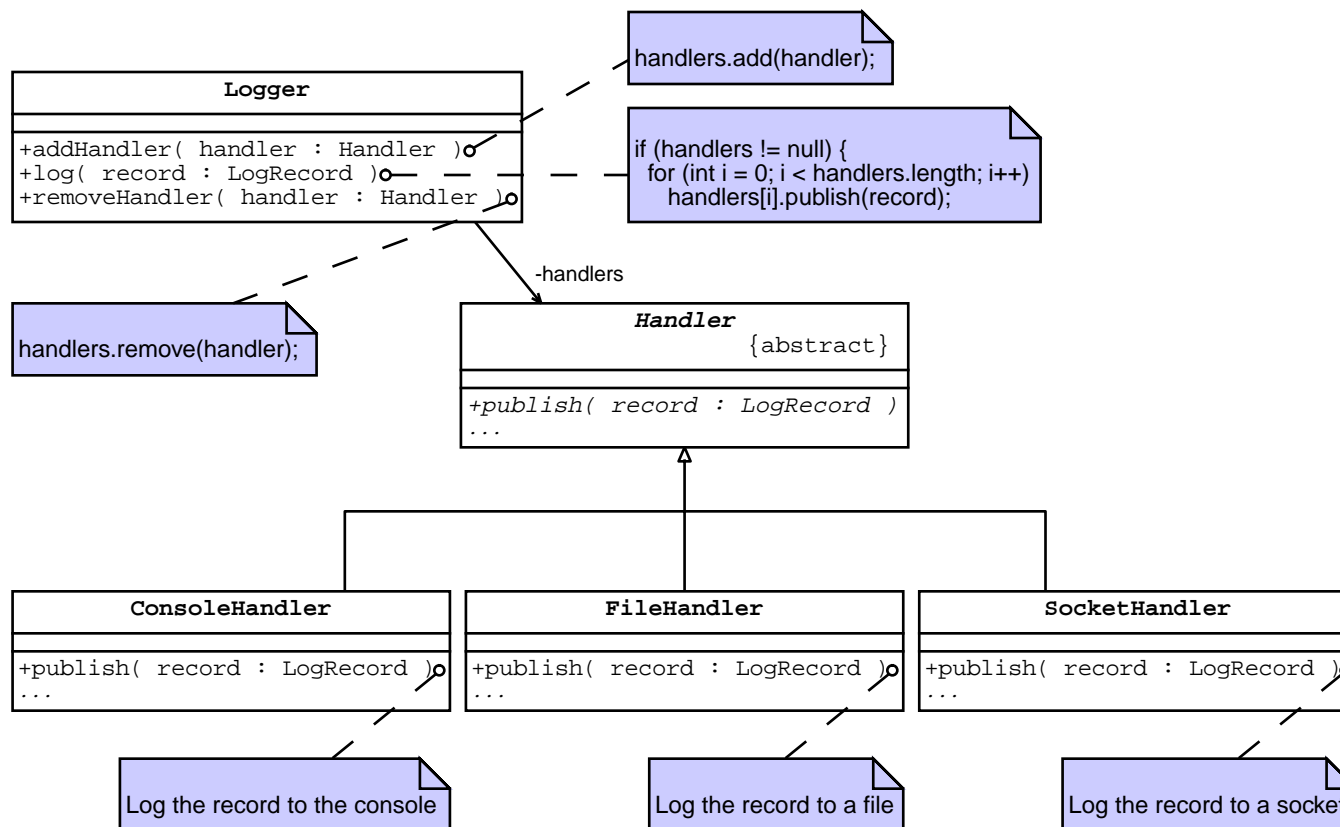 handlers.add(handler);
Logger
+addHandler( handler : Handler )
+log( record : LogRecord )
+removeHandler( handler : Handler )
if (handlers != null) {
for (int i = 0; i < handlers.length; i++)
handlers[i].publish(record);
-handlers
handlers.remove(handler);
Handler
{abstract}
+publish( record : LogRecord )
...
ConsoleHandler
+publish( record : LogRecord )
...
FileHandler
+publish( record : LogRecord )
...
SocketHandler
+publish( record : LogRecord )
...
Log the record to the console
Log the record to a file
Log the record to a socket